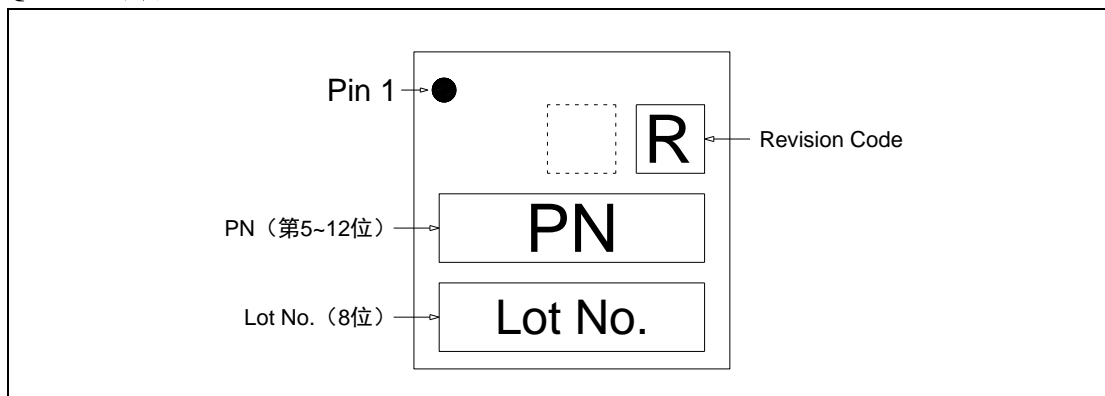 Pin 1
R
Revision Code
PN（第5~12位）
PN
Lot No.（8位）
Lot No.